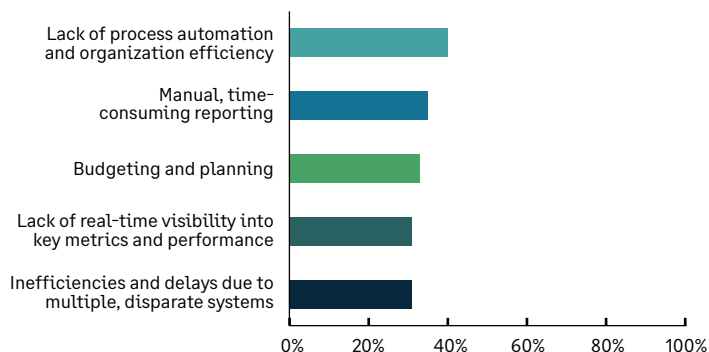 Lack of process automation
and organization efficiency
Manual, time-
consuming reporting
Budgeting and planning
Lack of real-time visibility into
key metrics and performance
Inefficiencies and delays due to
multiple, disparate systems
0% 20% 40% 60% 80% 100%